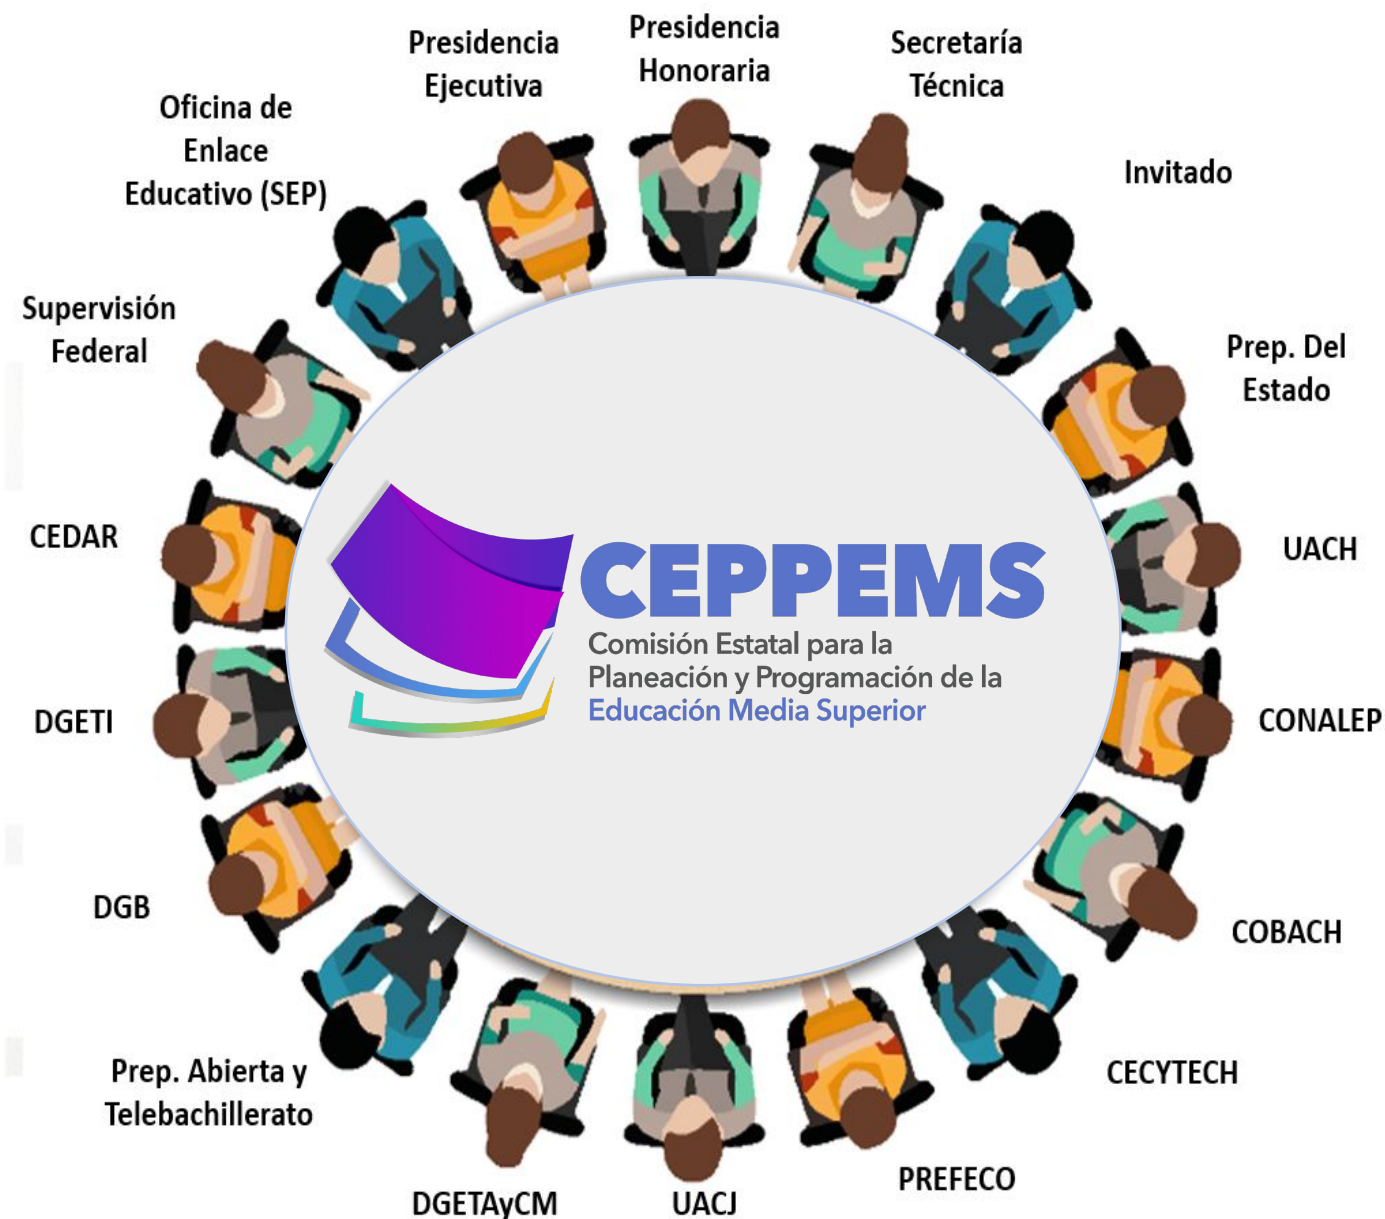 Presidencia
Honoraria
Secretaría
Técnica
Invitado
Prep. Del
Estado
UACH
CONALEP
COBACH
CECYTECH
PREFECO
UACJ
DGETAyCM
Prep. Abierta y
Telebachillerato
DGB
DGETI
CEDAR
Supervisión
Federal
Oficina de
Enlace
Educativo (SEP)
Presidencia
Ejecutiva
CEPPEMS
Comisión Estatal para la
Planeación y Programación de la
Educación Media Superior